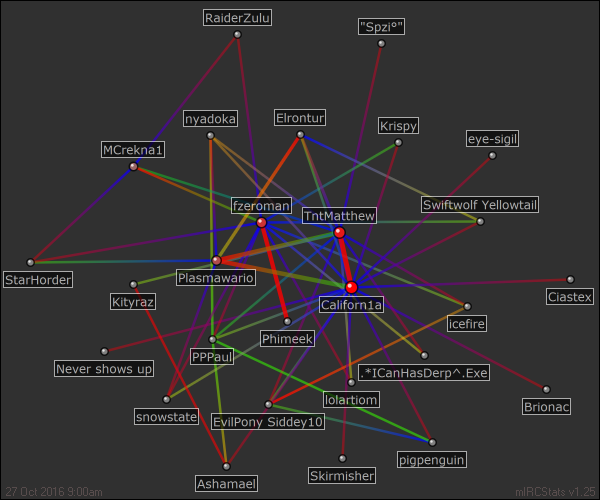 RaiderZulu
"Spzi°"
nyadoka
Elrontur
Krispy
eye-sigil
MCrekna1
fzeroman
TntMatthew
Swiftwolf Yellowtail
StarHorder
Plasmawario
Kityraz
Californ1a
Ciastex
icefire
Phimeek
PPPaul
Never shows up
.*ICanHasDerp^.Exe
lolartiom
Brionac
snowstate
EvilPony Siddey10
pigpenguin
Ashamael
Skirmisher
27 Oct 2016 9:00am
mIRCStats v1.25